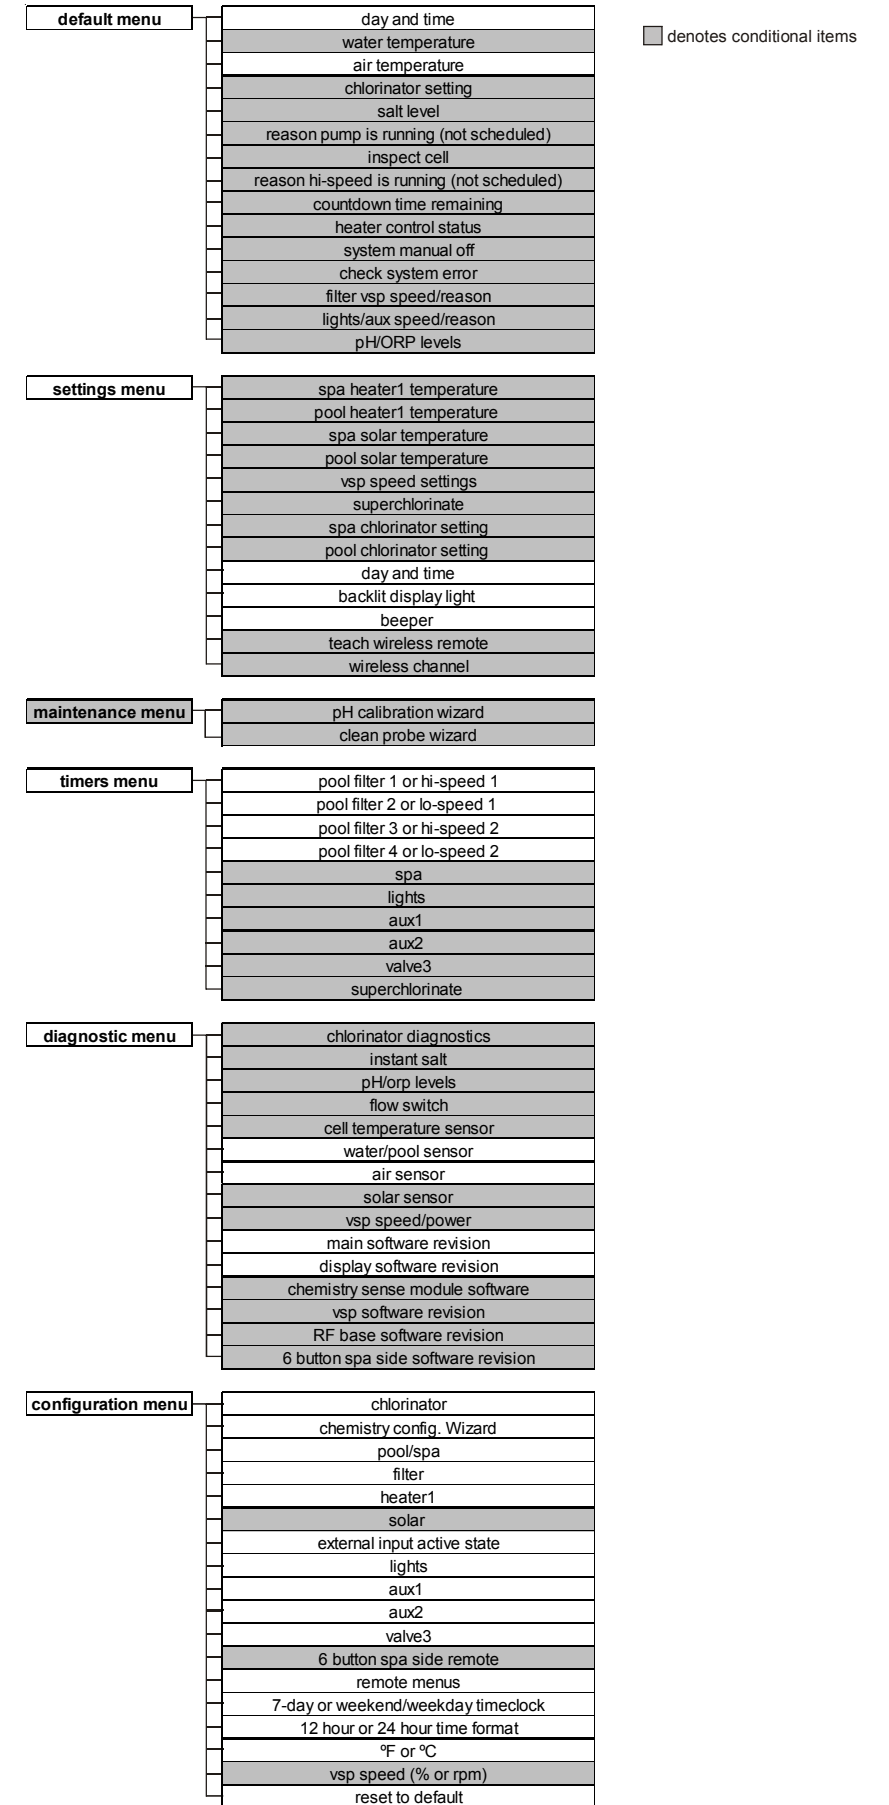 default menu
day and time
denotes conditional items
water temperature
air temperature
chlorinator setting
salt level
reason pump is running (not scheduled)
inspect cell
reason hi-speed is running (not scheduled)
countdown time remaining
heater control status
system manual off
check system error
filter vsp speed/reason
lights/aux speed/reason
pH/ORP levels
settings menu
spa heater1 temperature
pool heater1 temperature
spa solar temperature
pool solar temperature
vsp speed settings
superchlorinate
spa chlorinator setting
pool chlorinator setting
day and time
backlit display light
beeper
teach wireless remote
wireless channel
maintenance menu
pH calibration wizard
clean probe wizard
timers menu
pool filter 1 or hi-speed 1
pool filter 2 or lo-speed 1
pool filter 3 or hi-speed 2
pool filter 4 or lo-speed 2
spa
lights
aux1
aux2
valve3
superchlorinate
diagnostic menu
chlorinator diagnostics
instant salt
pH/orp levels
flow switch
cell temperature sensor
water/pool sensor
air sensor
solar sensor
vsp speed/power
main software revision
display software revision
chemistry sense module software
vsp software revision
RF base software revision
6 button spa side software revision
configuration menu
chlorinator
chemistry config. Wizard
pool/spa
filter
heater1
solar
external input active state
lights
aux1
aux2
valve3
6 button spa side remote
remote menus
7-day or weekend/weekday timeclock
12 hour or 24 hour time format
ºF or ºC
vsp speed (% or rpm)
reset to default